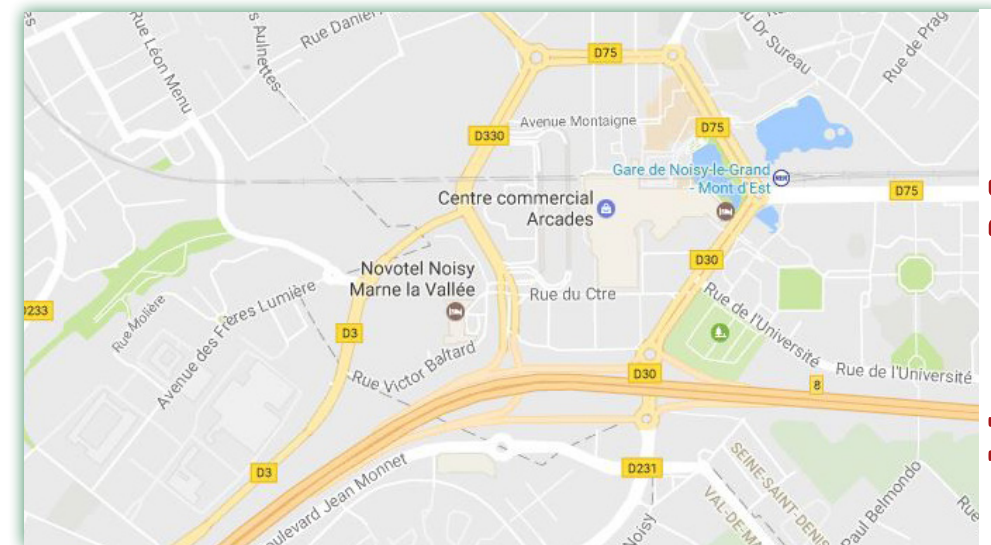 Rue Daniel
Rue Léon Menu
Aulnettes
D75
Du Dr Sureau
Rue de Prag
D330
Avenue Montaigne
D75
Gare de Noisy-le-Grand
- Mont d'Est
D75
Centre commercial
Arcades
D30
Novotel Noisy
Marne la Vallée
Rue du Ctre
Rue de l'Université
Rue Molière
Avenue des Frères Lumière
D3
Rue Victor Baltard
D30
Rue de l'Université
8
D3
D231
Boulevard Jean Monnet
Noisy
SEINE-SAINT-DENIS
VAL-DE-MA
Paul Belmondo
Rue